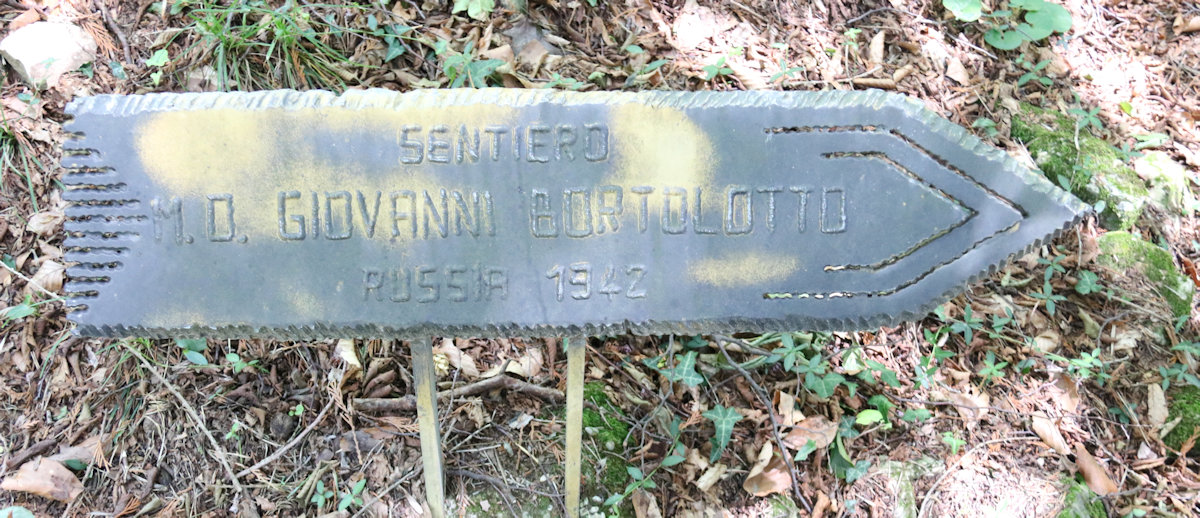 SENTIERO
M.O. GIOVANNI BORTOLOTTO
RUSSIA 1942